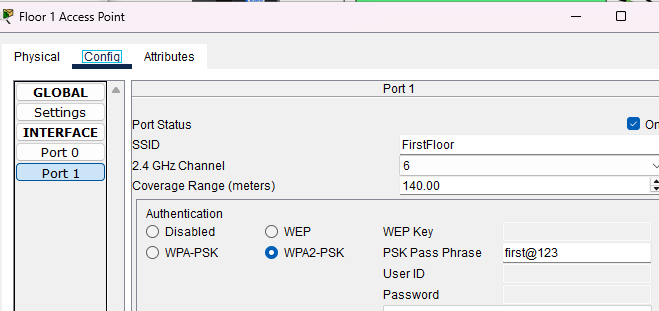 Floor 1 Access Point
Physical Config Attributes
GLOBAL
Settings
INTERFACE
Port 0
Port 1
Port 1
Port Status On
SSID FirstFloor
2.4 GHz Channel 6
Coverage Range (meters) 140.00
Authentication
Disabled WEP WEP Key
WPA-PSK WPA2-PSK PSK Pass Phrase first@123
User ID
Password